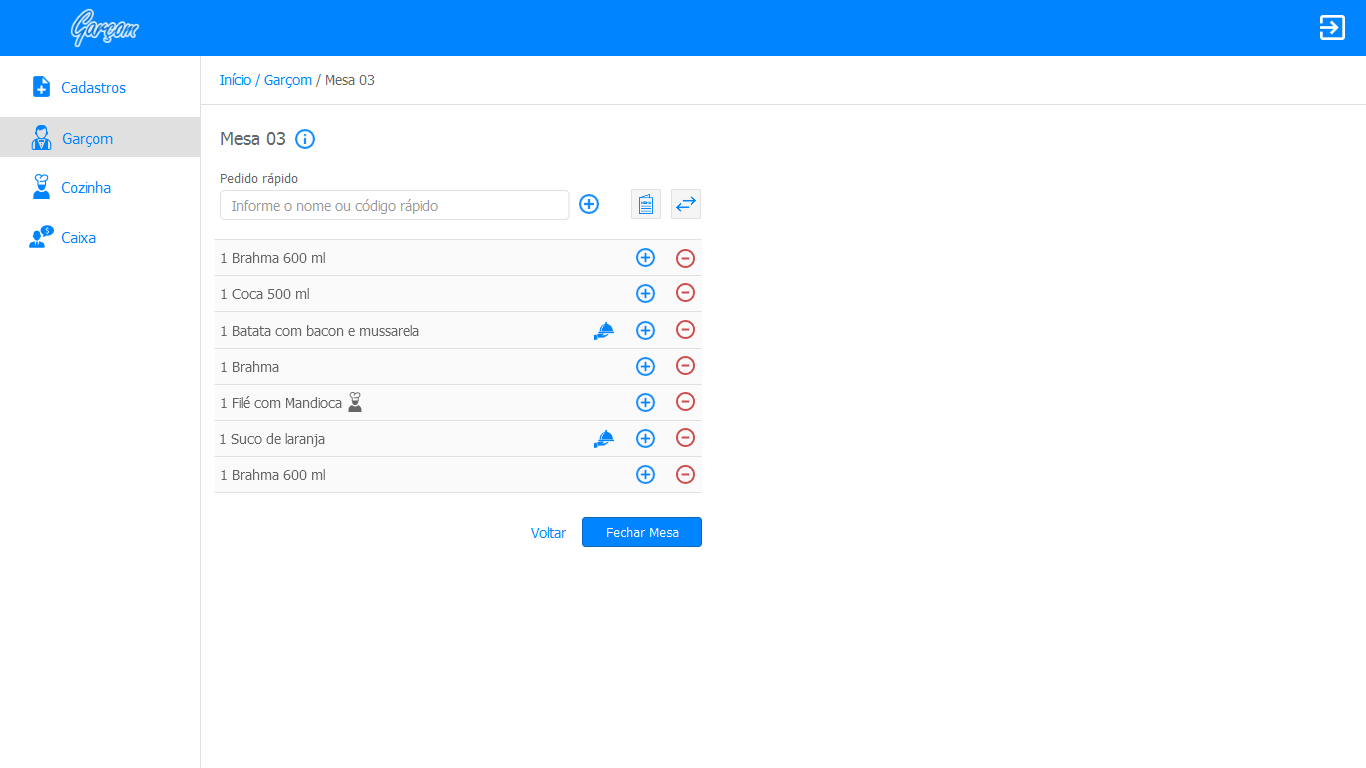 Garçom
Cadastros
Garçom
Cozinha
Caixa
Início / Garçom / Mesa 03
Mesa 03
Pedido rápido
Informe o nome ou código rápido
1 Brahma 600 ml
1 Coca 500 ml
1 Batata com bacon e mussarela
1 Brahma
1 Filé com Mandioca
1 Suco de laranja
1 Brahma 600 ml
Voltar
Fechar Mesa